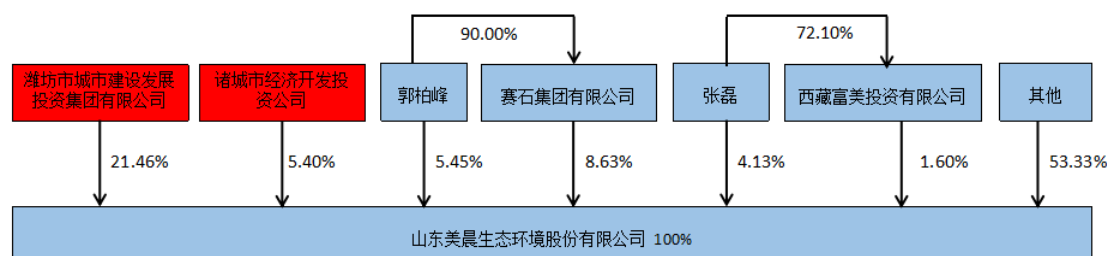 90.00%
72.10%
潍坊市城市建设发展
投资集团有限公司
诸城市经济开发投
资公司
郭柏峰
赛石集团有限公司
张磊
西藏富美投资有限公司
其他
21.46%
5.40%
5.45%
8.63%
4.13%
1.60%
53.33%
山东美晨生态环境股份有限公司 100%